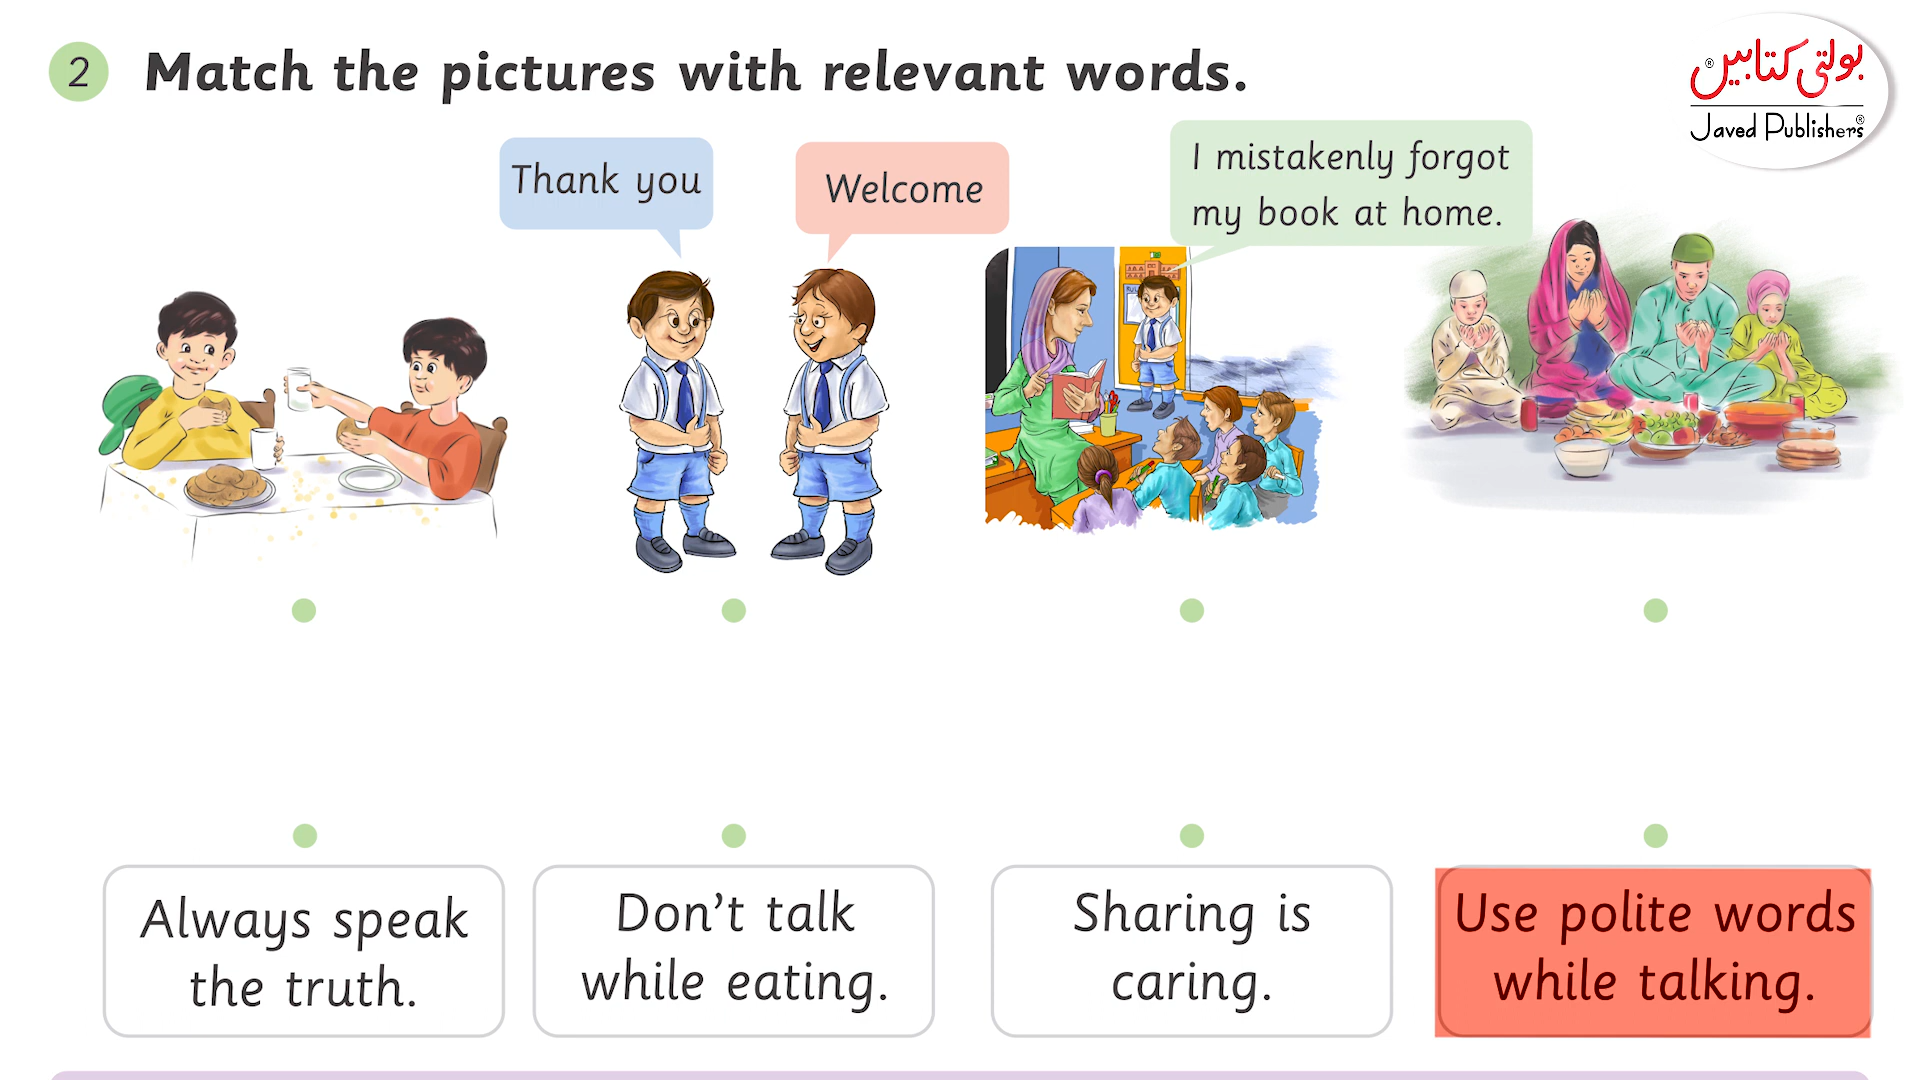 2 Match the pictures with relevant words.
بولتی کتابیں®
Javed Publishers®
Thank you
Welcome
I mistakenly forgot
my book at home.
Always speak
the truth.
Don't talk
while eating.
Sharing is
caring.
Use polite words
while talking.